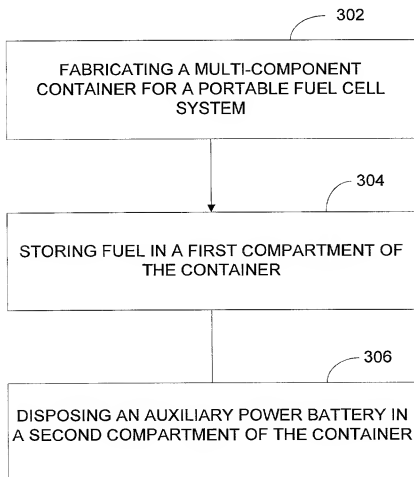 302
FABRICATING A MULTI-COMPONENT
CONTAINER FOR A PORTABLE FUEL CELL
SYSTEM
304
STORING FUEL IN A FIRST COMPARTMENT OF
THE CONTAINER
306
DISPOSING AN AUXILIARY POWER BATTERY IN
A SECOND COMPARTMENT OF THE CONTAINER